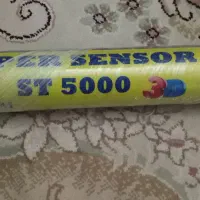 PER SENSOR
ST 5000 3D